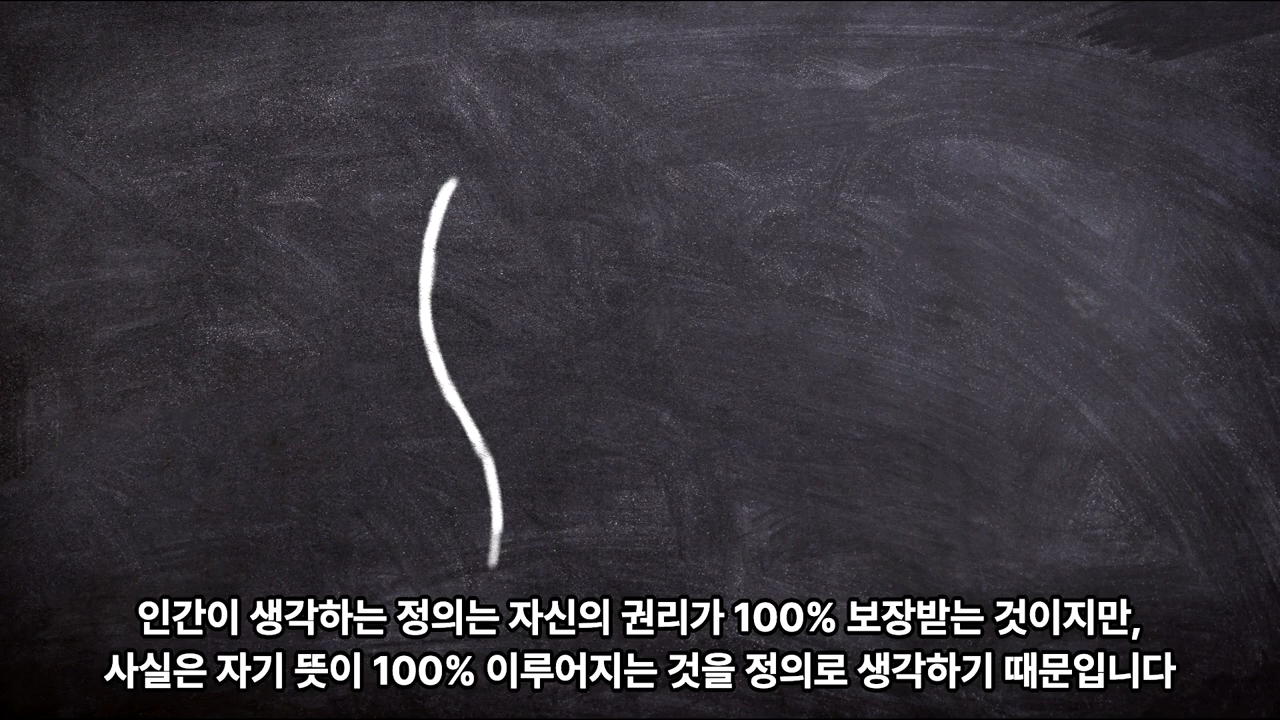 인간이 생각하는 정의는 자신의 권리가 100% 보장받는 것이지만,
사실은 자기 뜻이 100% 이루어지는 것을 정의로 생각하기 때문입니다